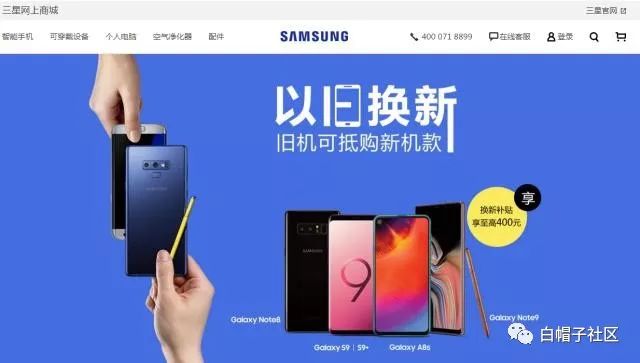 三星网上商城
三星官网
智能手机 可穿戴设备 个人电脑 空气净化器 配件
SAMSUNG
400 071 8899 在线客服 登录
以旧换新
旧机可抵购新机款
享
换新补贴
享至高400元
SAMSUNG
SAMSUNG
9
Galaxy Note8
Galaxy S9 | S9+
Galaxy A8s
Galaxy Note9
白帽子社区